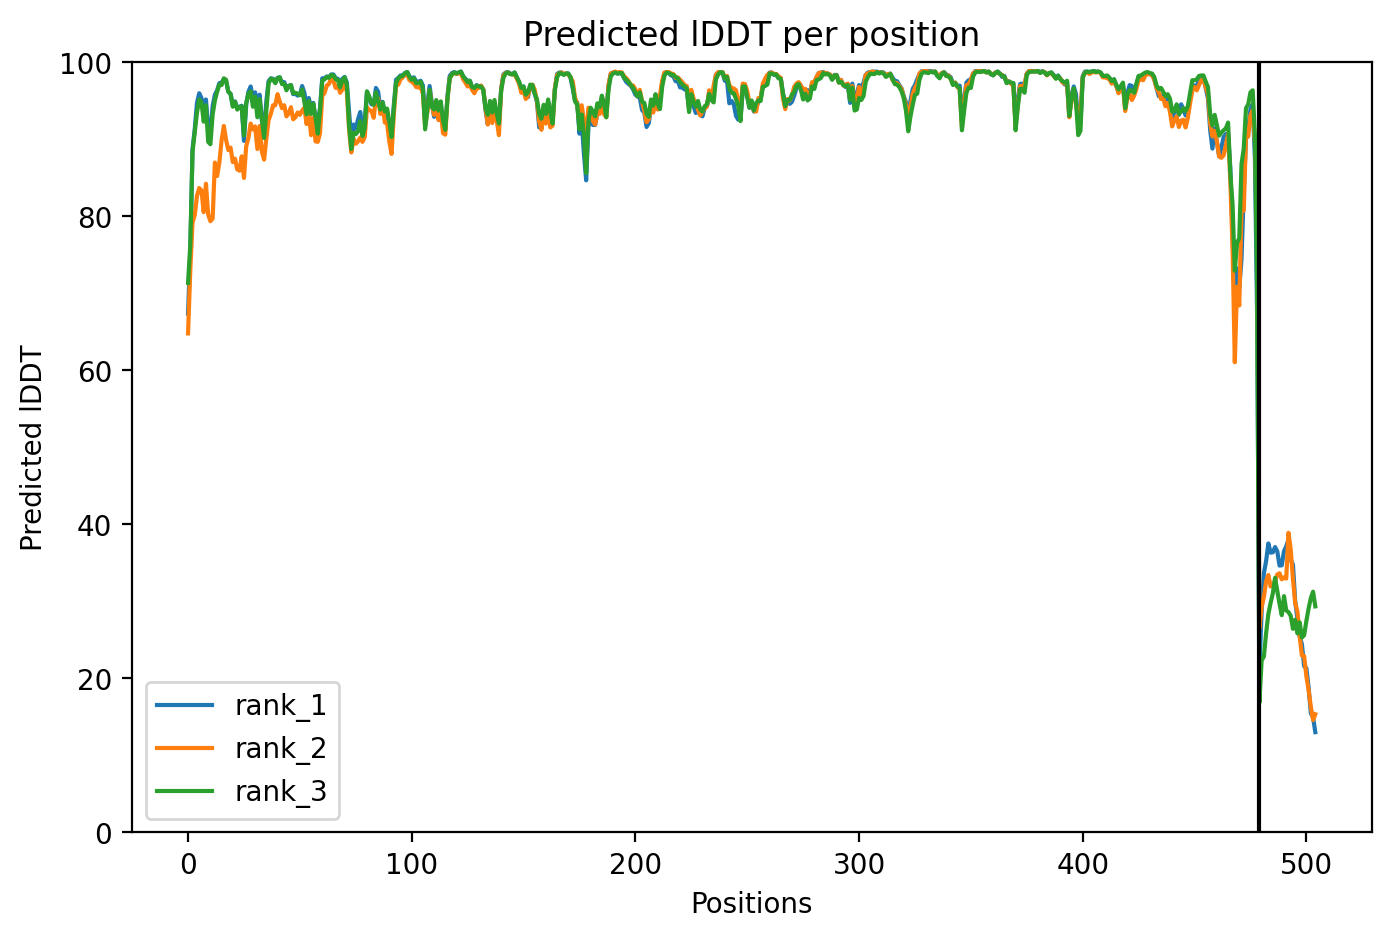 Predicted lDDT per position
Predicted lDDT
100
80
60
40
20
0
rank_1
rank_2
rank_3
0 100 200 300 400 500
Positions